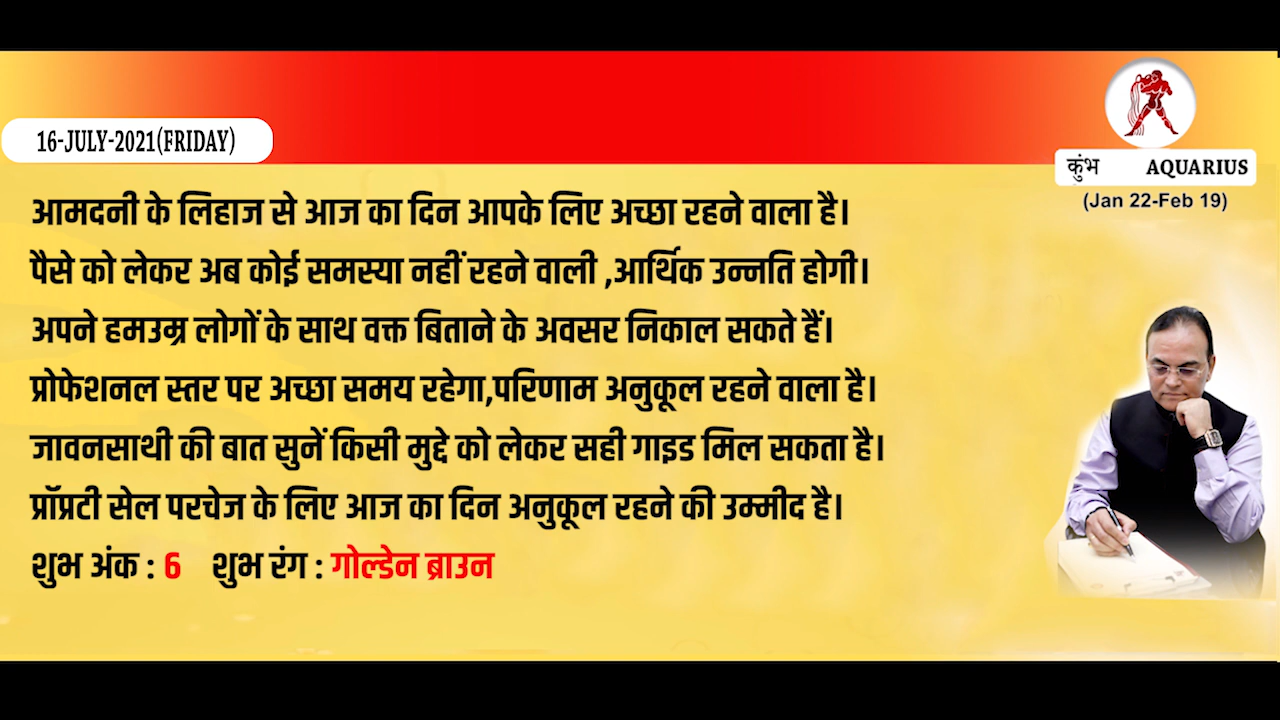 16-JULY-2021(FRIDAY)
कुंभ AQUARIUS
(Jan 22-Feb 19)
आमदनी के लिहाज से आज का दिन आपके लिए अच्छा रहने वाला है।
पैसे को लेकर अब कोई समस्या नहीं रहने वाली ,आर्थिक उन्नति होगी।
अपने हमउम्र लोगों के साथ वक्त बिताने के अवसर निकाल सकते हैं।
प्रोफेशनल स्तर पर अच्छा समय रहेगा,परिणाम अनुकूल रहने वाला है।
जावनसाथी की बात सुनें किसी मुद्दे को लेकर सही गाइड मिल सकता है।
प्रॉप्रटी सेल परचेज के लिए आज का दिन अनुकूल रहने की उम्मीद है।
शुभ अंक : 6 शुभ रंग : गोल्डेन ब्राउन